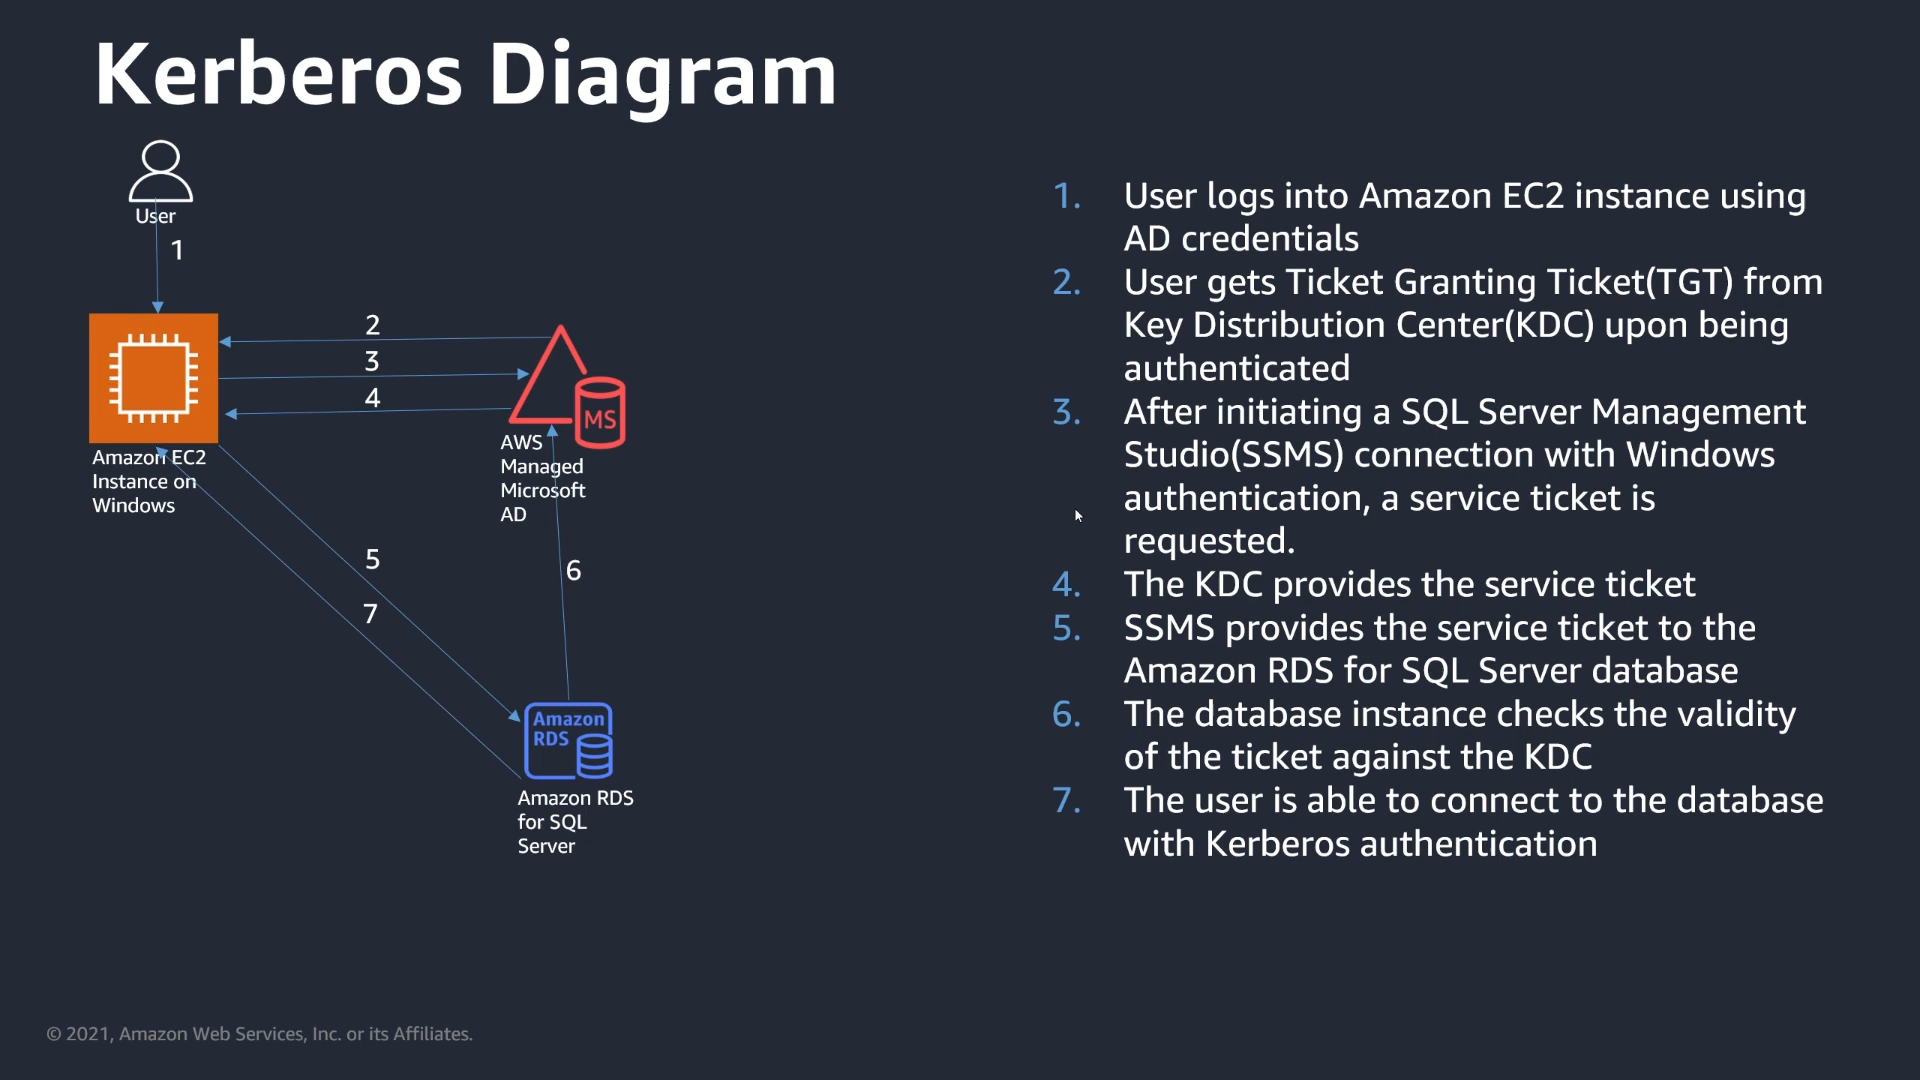 Kerberos Diagram
User
1
2
3
4
MS
Amazon EC2
Instance on
Windows
AWS
Managed
Microsoft
AD
5
6
7
Amazon
RDS
Amazon RDS
for SQL
Server
1. User logs into Amazon EC2 instance using
AD credentials
2. User gets Ticket Granting Ticket(TGT) from
Key Distribution Center(KDC) upon being
authenticated
3. After initiating a SQL Server Management
Studio(SSMS) connection with Windows
authentication, a service ticket is
requested.
4. The KDC provides the service ticket
5. SSMS provides the service ticket to the
Amazon RDS for SQL Server database
6. The database instance checks the validity
of the ticket against the KDC
7. The user is able to connect to the database
with Kerberos authentication
© 2021, Amazon Web Services, Inc. or its Affiliates.